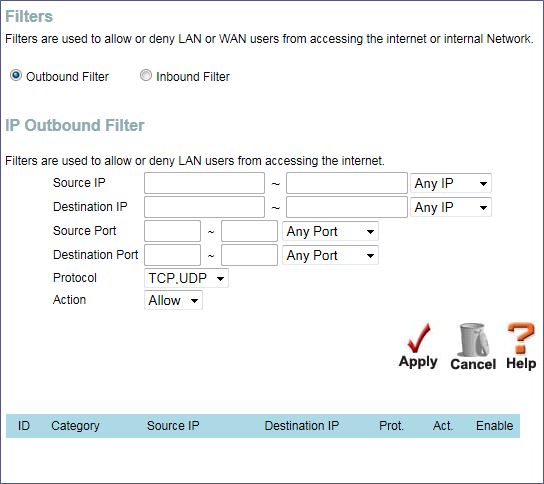 Filters
Filters are used to allow or deny LAN or WAN users from accessing the internet or internal Network.
Outbound Filter Inbound Filter
IP Outbound Filter
Filters are used to allow or deny LAN users from accessing the internet.
Source IP ~ Any IP
Destination IP ~ Any IP
Source Port ~ Any Port
Destination Port ~ Any Port
Protocol TCP,UDP
Action Allow
Apply Cancel Help
ID Category Source IP Destination IP Prot. Act. Enable